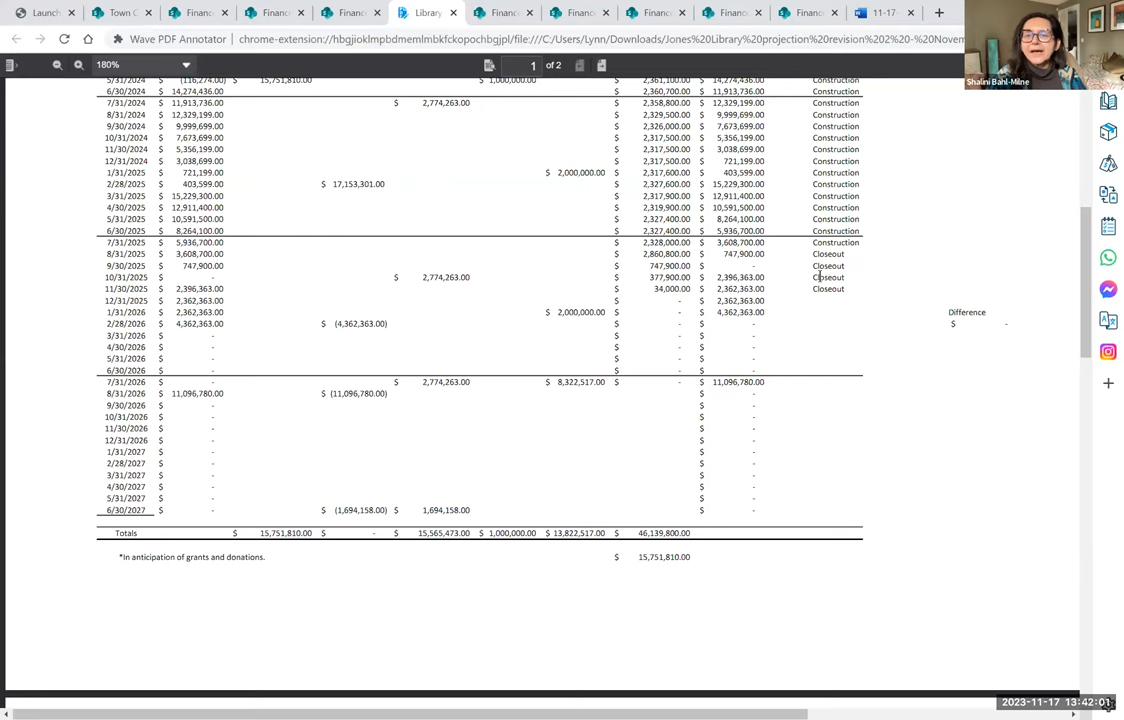 Launch Town C Financ Financ Financ Library Financ Financ Financ Financ Financ 11-17-
Wave PDF Annotator chrome-extension://hbgjioklmpbdmemlmbkfckopochbgjpl/file:///C:/Users/Lynn/Downloads/Jones%20Library%20projection%20revision%202%20-%20Novem
Shalini Bahl-Milne
180% 1 of 2
5/31/2024 $ (116,274.00) $ 15,751,810.00 $ 1,000,000.00 $ 2,361,100.00 $ 14,274,436.00 Construction
6/30/2024 $ 14,274,436.00 $ 2,360,700.00 $ 11,913,736.00 Construction
7/31/2024 $ 11,913,736.00 $ 2,774,263.00 $ 2,358,800.00 $ 12,329,199.00 Construction
8/31/2024 $ 12,329,199.00 $ 2,329,500.00 $ 9,999,699.00 Construction
9/30/2024 $ 9,999,699.00 $ 2,326,000.00 $ 7,673,699.00 Construction
10/31/2024 $ 7,673,699.00 $ 2,317,500.00 $ 5,356,199.00 Construction
11/30/2024 $ 5,356,199.00 $ 2,317,500.00 $ 3,038,699.00 Construction
12/31/2024 $ 3,038,699.00 $ 2,317,500.00 $ 721,199.00 Construction
1/31/2025 $ 721,199.00 $ 2,000,000.00 $ 2,317,600.00 $ 403,599.00 Construction
2/28/2025 $ 403,599.00 $ 17,153,301.00 $ 2,327,600.00 $ 15,229,300.00 Construction
3/31/2025 $ 15,229,300.00 $ 2,317,900.00 $ 12,911,400.00 Construction
4/30/2025 $ 12,911,400.00 $ 2,319,900.00 $ 10,591,500.00 Construction
5/31/2025 $ 10,591,500.00 $ 2,327,400.00 $ 8,264,100.00 Construction
6/30/2025 $ 8,264,100.00 $ 2,327,400.00 $ 5,936,700.00 Construction
7/31/2025 $ 5,936,700.00 $ 2,328,000.00 $ 3,608,700.00 Construction
8/31/2025 $ 3,608,700.00 $ 2,860,800.00 $ 747,900.00 Closeout
9/30/2025 $ 747,900.00 $ 747,900.00 $ - Closeout
10/31/2025 $ - $ 2,774,263.00 $ 377,900.00 $ 2,396,363.00 Closeout
11/30/2025 $ 2,396,363.00 $ 34,000.00 $ 2,362,363.00 Closeout
12/31/2025 $ 2,362,363.00 $ - $ 2,362,363.00
1/31/2026 $ 2,362,363.00 $ 2,000,000.00 $ - $ 4,362,363.00 Difference
2/28/2026 $ 4,362,363.00 $ (4,362,363.00) $ - $ - $ -
3/31/2026 $ - $ - $ -
4/30/2026 $ - $ - $ -
5/31/2026 $ - $ - $ -
6/30/2026 $ - $ - $ -
7/31/2026 $ - $ 2,774,263.00 $ 8,322,517.00 $ - $ 11,096,780.00
8/31/2026 $ 11,096,780.00 $ (11,096,780.00) $ -
9/30/2026 $ - $ -
10/31/2026 $ - $ -
11/30/2026 $ - $ -
12/31/2026 $ - $ -
1/31/2027 $ - $ -
2/28/2027 $ - $ -
3/31/2027 $ - $ -
4/30/2027 $ - $ -
5/31/2027 $ - $ -
6/30/2027 $ - $ (1,694,158.00) $ 1,694,158.00 $ -
Totals $ 15,751,810.00 $ - $ 15,565,473.00 $ 1,000,000.00 $ 13,822,517.00 $ 46,139,800.00
*In anticipation of grants and donations. $ 15,751,810.00
2023-11-17 13:42:01